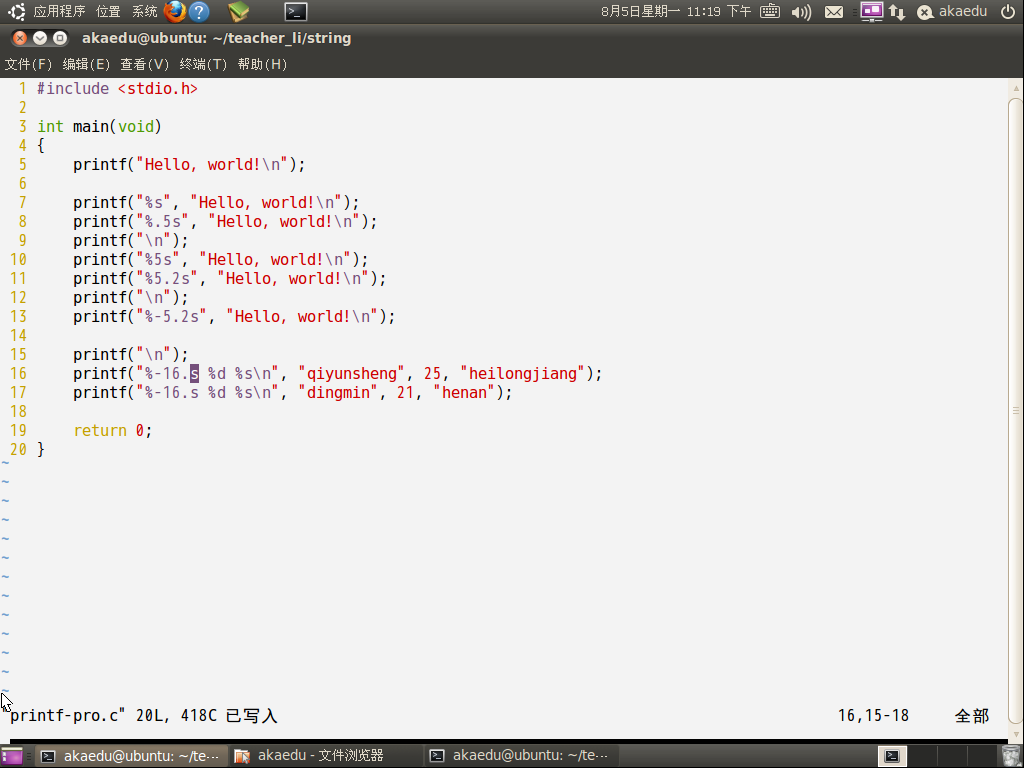 应用程序 位置 系统 8月5日星期一 11:19 下午 akaedu
akaedu@ubuntu: ~/teacher_li/string
文件(F) 编辑(E) 查看(V) 终端(T) 帮助(H)
1 #include <stdio.h>
2
3 int main(void)
4 {
5     printf("Hello, world!\n");
6
7     printf("%s", "Hello, world!\n");
8     printf("%.5s", "Hello, world!\n");
9     printf("\n");
10     printf("%5s", "Hello, world!\n");
11     printf("%5.2s", "Hello, world!\n");
12     printf("\n");
13     printf("%-5.2s", "Hello, world!\n");
14
15     printf("\n");
16     printf("%-16.s %d %s\n", "qiyunsheng", 25, "heilongjiang");
17     printf("%-16.s %d %s\n", "dingmin", 21, "henan");
18
19     return 0;
20 }
~
~
~
~
~
~
~
~
~
~
~
~
~
"printf-pro.c" 20L, 418C 已写入 16,15-18 全部
akaedu@ubuntu: ~/te… akaedu - 文件浏览器 akaedu@ubuntu: ~/te…